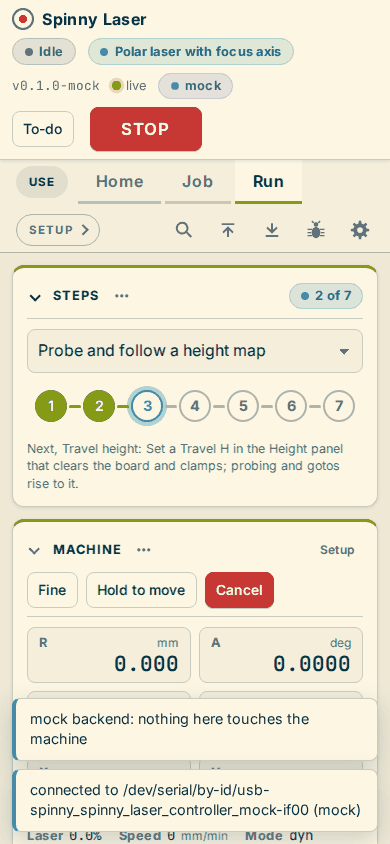 Spinny Laser
Idle
Polar laser with focus axis
v0.1.0-mock live mock
To-do STOP
USE Home Job Run
SETUP
STEPS ... 2 of 7
Probe and follow a height map
1 2 3 4 5 6 7
Next, Travel height: Set a Travel H in the Height panel
that clears the board and clamps; probing and gotos
rise to it.
MACHINE ... Setup
Fine Hold to move Cancel
R mm A deg
0.000 0.0000
mock backend: nothing here touches the
machine
connected to /dev/serial/by-id/usb-
spinny_spinny_laser_controller_mock-if00 (mock)
Laser 0.0% Speed 0 mm/min Mode dyn